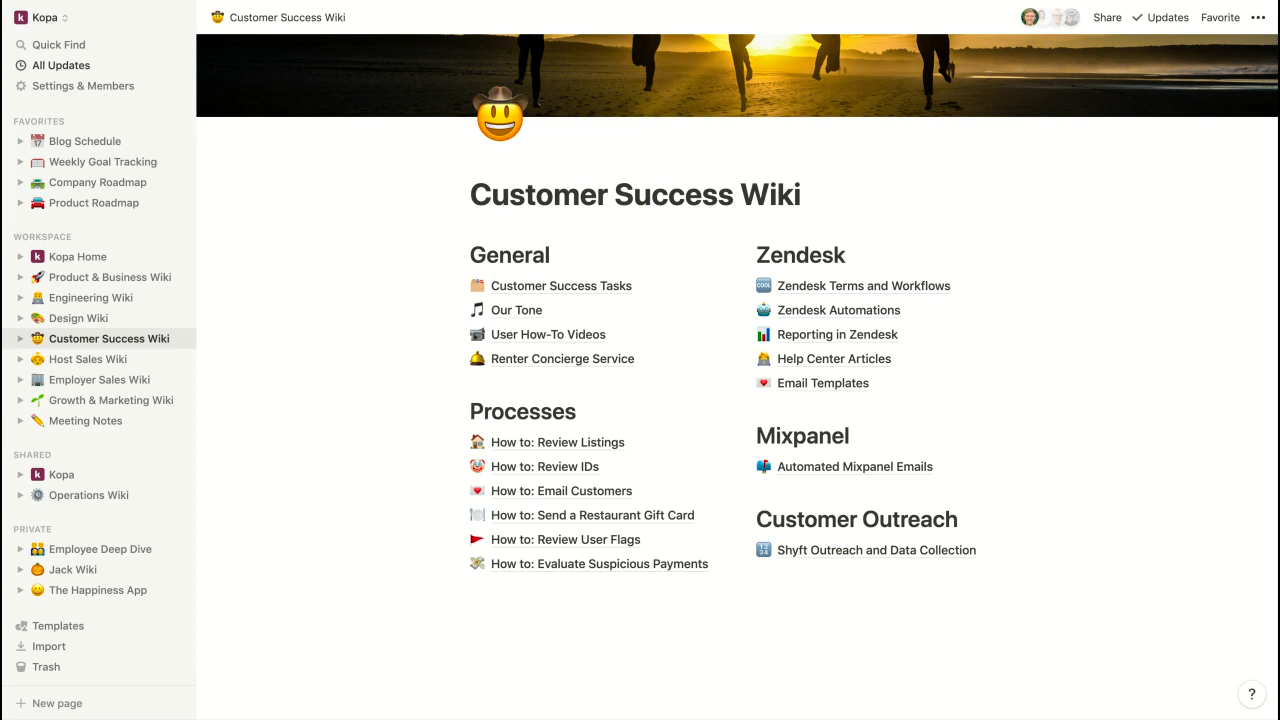 Kopa
Quick Find
All Updates
Settings & Members
FAVORITES
Blog Schedule
Weekly Goal Tracking
Company Roadmap
Product Roadmap
WORKSPACE
Kopa Home
Product & Business Wiki
Engineering Wiki
Design Wiki
Customer Success Wiki
Host Sales Wiki
Employer Sales Wiki
Growth & Marketing Wiki
Meeting Notes
SHARED
Kopa
Operations Wiki
PRIVATE
Employee Deep Dive
Jack Wiki
The Happiness App
Templates
Import
Trash
New page
Customer Success Wiki
Share
Updates
Favorite
Customer Success Wiki
General
Customer Success Tasks
Our Tone
User How-To Videos
Renter Concierge Service
Processes
How to: Review Listings
How to: Review IDs
How to: Email Customers
How to: Send a Restaurant Gift Card
How to: Review User Flags
How to: Evaluate Suspicious Payments
Zendesk
Zendesk Terms and Workflows
Zendesk Automations
Reporting in Zendesk
Help Center Articles
Email Templates
Mixpanel
Automated Mixpanel Emails
Customer Outreach
Shyft Outreach and Data Collection
?